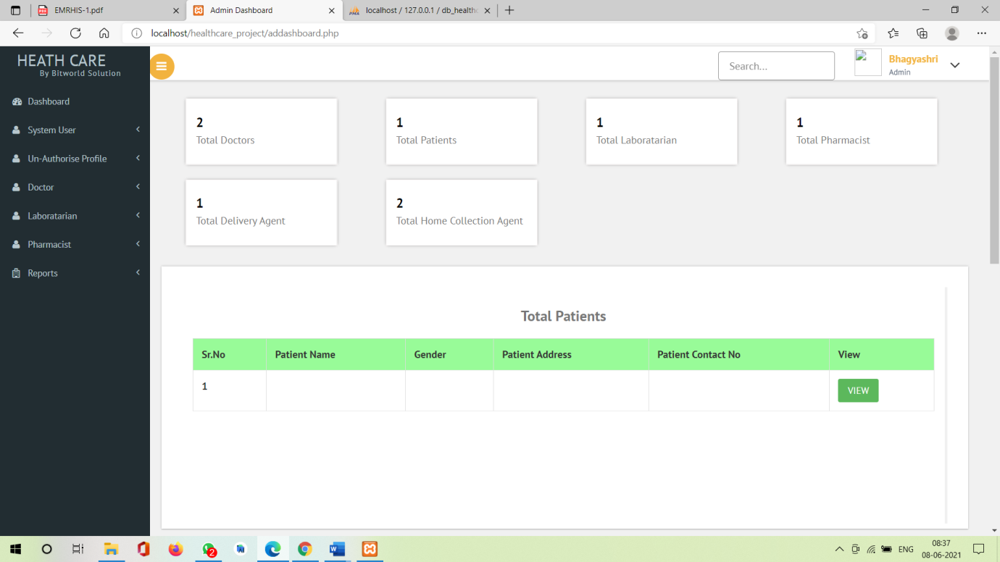 EMRHIS-1.pdf
Admin Dashboard
localhost / 127.0.0.1 / db_health
localhost/healthcare_project/addashboard.php
HEATH CARE
By Bitworld Solution
Search...
Bhagyashri
Admin
Dashboard
System User
Un-Authorise Profile
Doctor
Laboratarian
Pharmacist
Reports
2
Total Doctors
1
Total Patients
1
Total Laboratarian
1
Total Pharmacist
1
Total Delivery Agent
2
Total Home Collection Agent
Total Patients
Sr.No Patient Name Gender Patient Address Patient Contact No View
1 VIEW
2
ENG
08:37
08-06-2021